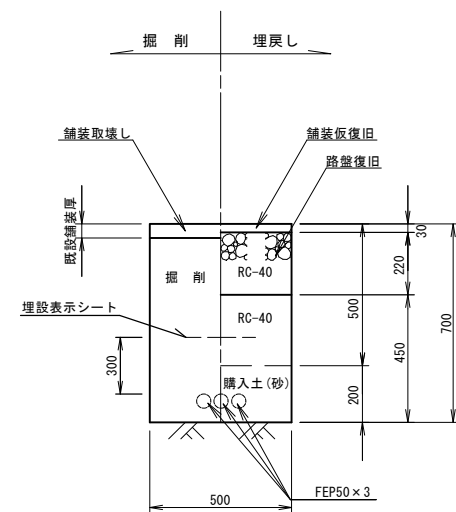 掘 削
埋戻し
舗装取壊し
舗装仮復旧
路盤復旧
既設舗装厚
30
RC-40
220
掘 削
500
700
埋設表示シート
RC-40
450
300
購入土(砂)
200
FEP50×3
500